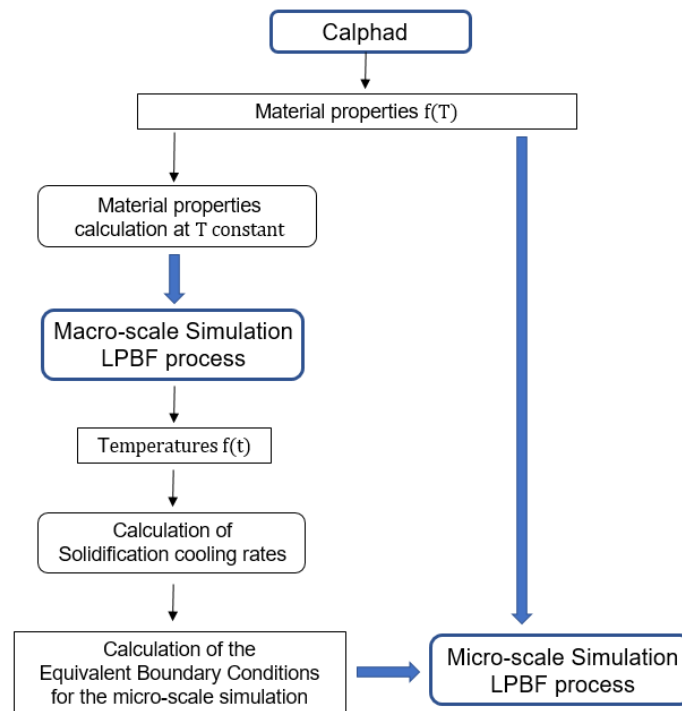 Calphad
Material properties f(T)
Material properties
calculation at T constant
Macro-scale Simulation
LPBF process
Temperatures f(t)
Calculation of
Solidification cooling rates
Calculation of the
Equivalent Boundary Conditions
for the micro-scale simulation
Micro-scale Simulation
LPBF process